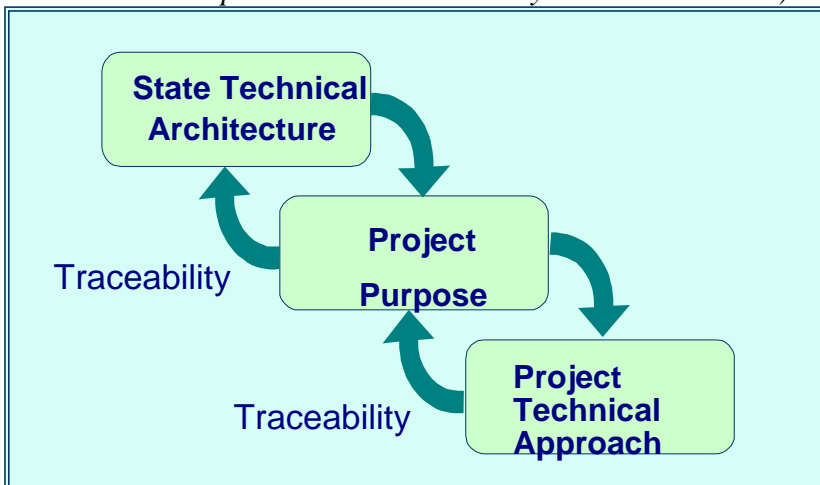 State Technical
Architecture
Project
Purpose
Traceability
Project
Technical
Approach
Traceability